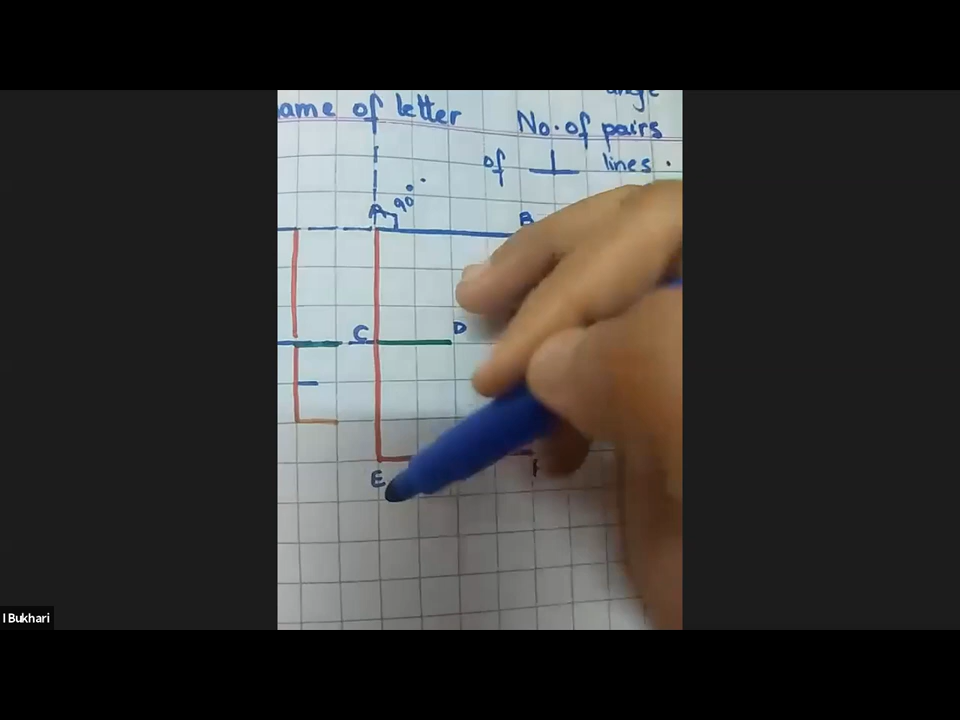 ame of letter
No. of pairs
of ⊥ lines.
A 90°
C D
E
I Bukhari